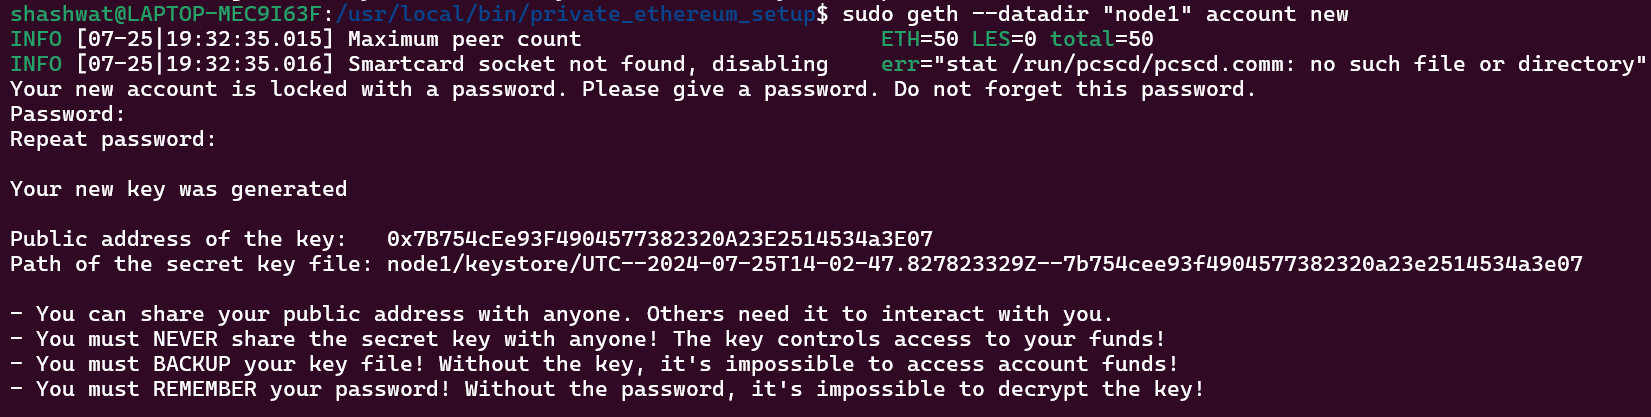 shashwat@LAPTOP-MEC9I63F:/usr/local/bin/private_ethereum_setup$ sudo geth --datadir "node1" account new
INFO [07-25|19:32:35.015] Maximum peer count ETH=50 LES=0 total=50
INFO [07-25|19:32:35.016] Smartcard socket not found, disabling err="stat /run/pcscd/pcscd.comm: no such file or directory"
Your new account is locked with a password. Please give a password. Do not forget this password.
Password:
Repeat password:
Your new key was generated
Public address of the key: 0x7B754cEe93F4904577382320A23E2514534a3E07
Path of the secret key file: node1/keystore/UTC--2024-07-25T14-02-47.827823329Z--7b754cee93f4904577382320a23e2514534a3e07
- You can share your public address with anyone. Others need it to interact with you.
- You must NEVER share the secret key with anyone! The key controls access to your funds!
- You must BACKUP your key file! Without the key, it's impossible to access account funds!
- You must REMEMBER your password! Without the password, it's impossible to decrypt the key!